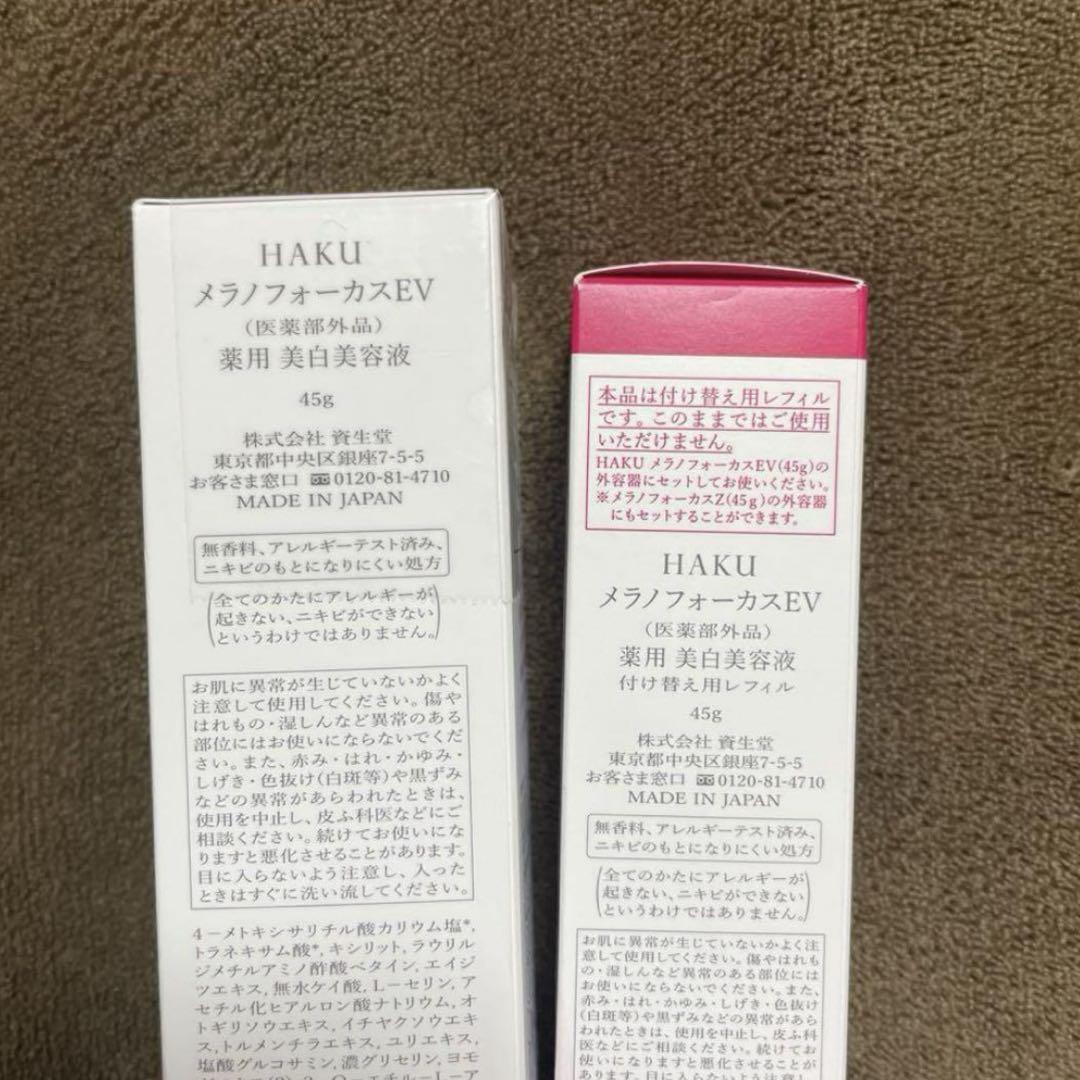 HAKU
メラノフォーカスEV
（医薬部外品）
薬用 美白美容液
45g
株式会社 資生堂
東京都中央区銀座7-5-5
お客さま窓口 0120-81-4710
MADE IN JAPAN
無香料、アレルギーテスト済み、
ニキビのもとになりにくい処方
(全てのかたにアレルギーが
起きない、ニキビができない
というわけではありません。)
お肌に異常が生じていないかよく
注意して使用してください。傷や
はれもの・湿しんなど異常のある
部位にはお使いにならないでくだ
さい。また、赤み・はれ・かゆみ・
しげき・色抜け(白斑等)や黒ずみ
などの異常があらわれたときは、
使用を中止し、皮ふ科医などにご
相談ください。続けてお使いにな
りますと悪化させることがあります。
目に入らないよう注意し、入った
ときはすぐに洗い流してください。
4－メトキシサリチル酸カリウム塩*,
トラネキサム酸*, キシリット, ラウリル
ジメチルアミノ酢酸ベタイン, エイジ
ツエキス, 無水ケイ酸, L－セリン, ア
セチル化ヒアルロン酸ナトリウム, オ
トギリソウエキス, イチヤクソウエキ
ス, トルメンチラエキス, ユリエキス,
塩酸グルコサミン, 濃グリセリン, ヨモ
本品は付け替え用レフィル
です。このままではご使用
いただけません。
HAKU メラノフォーカスEV(45g)の
外容器にセットしてお使いください。
※メラノフォーカスZ(45g)の外容器
にもセットすることができます。
HAKU
メラノフォーカスEV
（医薬部外品）
薬用 美白美容液
付け替え用レフィル
45g
株式会社 資生堂
東京都中央区銀座7-5-5
お客さま窓口 0120-81-4710
MADE IN JAPAN
無香料、アレルギーテスト済み、
ニキビのもとになりにくい処方
(全てのかたにアレルギーが
起きない、ニキビができない
というわけではありません。)
お肌に異常が生じていないかよく注
意して使用してください。傷やはれも
の・湿しんなど異常のある部位には
お使いにならないでください。また、
赤み・はれ・かゆみ・しげき・色抜け
(白斑等)や黒ずみなどの異常があら
われたときは、使用を中止し、皮ふ科
医などにご相談ください。続けてお
使いになりますと悪化させることが
あります。目に入らないよう注意し、